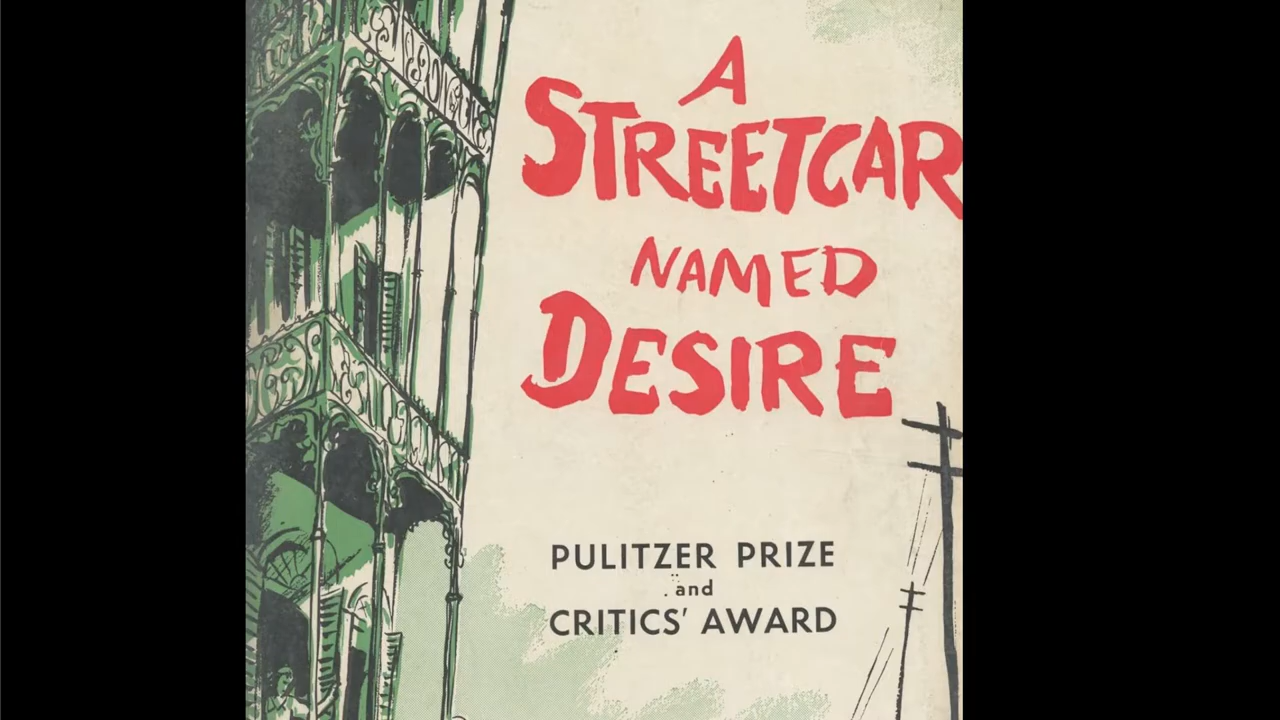 A
STREETCAR
NAMED
DESIRE
PULITZER PRIZE
and
CRITICS' AWARD